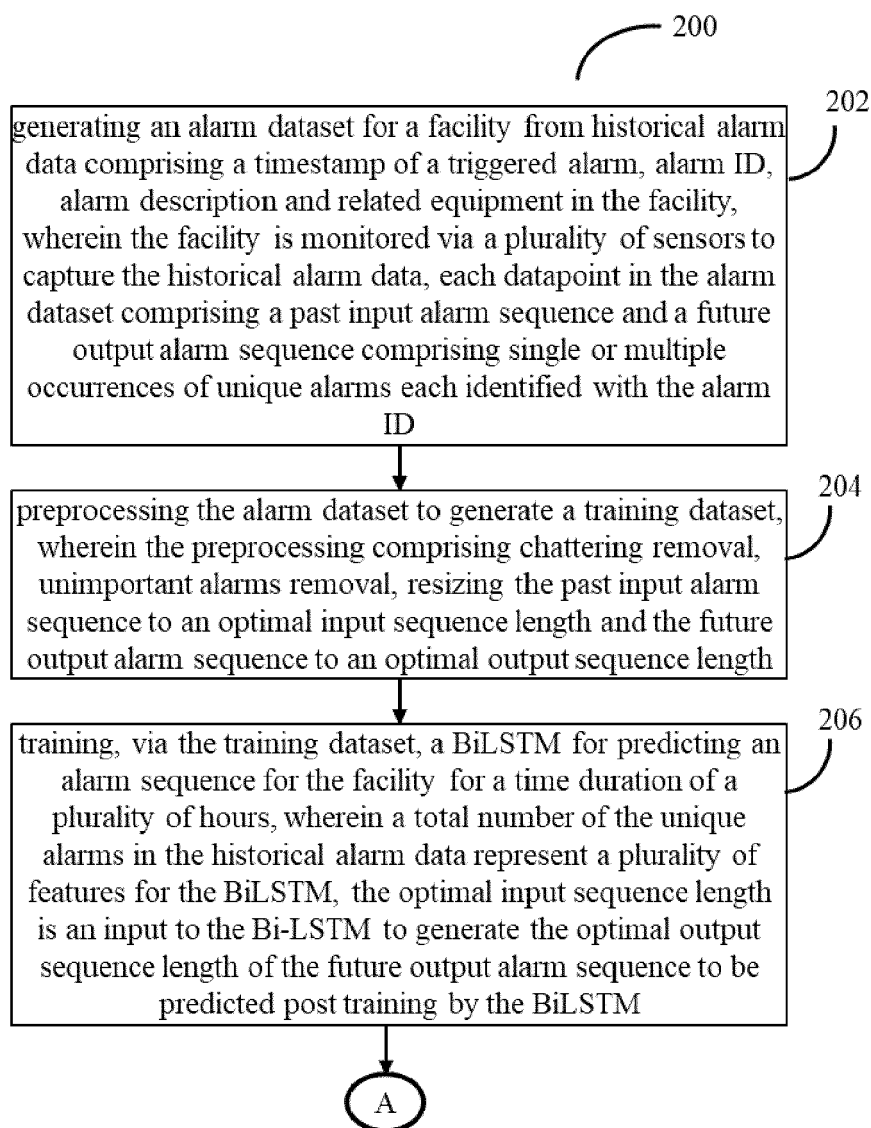 200
202
generating an alarm dataset for a facility from historical alarm
data comprising a timestamp of a triggered alarm, alarm ID,
alarm description and related equipment in the facility,
wherein the facility is monitored via a plurality of sensors to
capture the historical alarm data, each datapoint in the alarm
dataset comprising a past input alarm sequence and a future
output alarm sequence comprising single or multiple
occurrences of unique alarms each identified with the alarm
ID
204
preprocessing the alarm dataset to generate a training dataset,
wherein the preprocessing comprising chattering removal,
unimportant alarms removal, resizing the past input alarm
sequence to an optimal input sequence length and the future
output alarm sequence to an optimal output sequence length
206
training, via the training dataset, a BiLSTM for predicting an
alarm sequence for the facility for a time duration of a
plurality of hours, wherein a total number of the unique
alarms in the historical alarm data represent a plurality of
features for the BiLSTM, the optimal input sequence length
is an input to the Bi-LSTM to generate the optimal output
sequence length of the future output alarm sequence to be
predicted post training by the BiLSTM
A